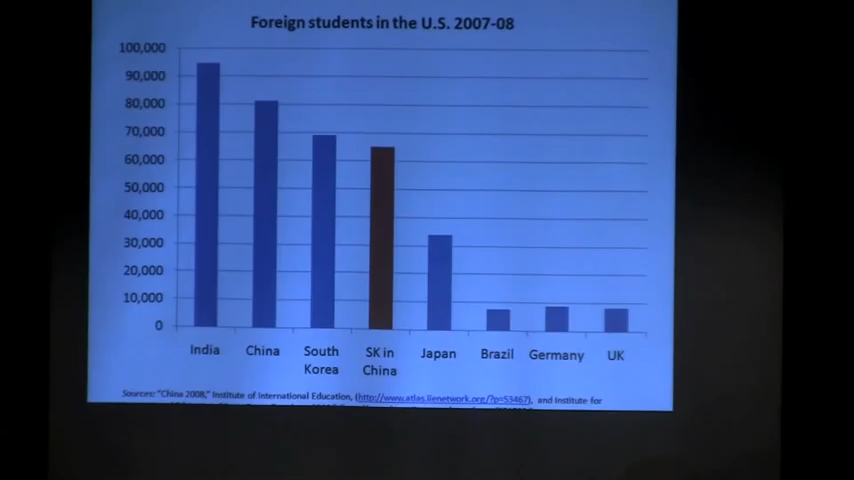 Foreign students in the U.S. 2007-08
100,000
90,000
80,000
70,000
60,000
50,000
40,000
30,000
20,000
10,000
0
India
China
South Korea
SK in China
Japan
Brazil
Germany
UK
Sources: "China 2008," Institute of International Education, (http://www.atlas.iienetwork.org/?p=53467), and Institute for